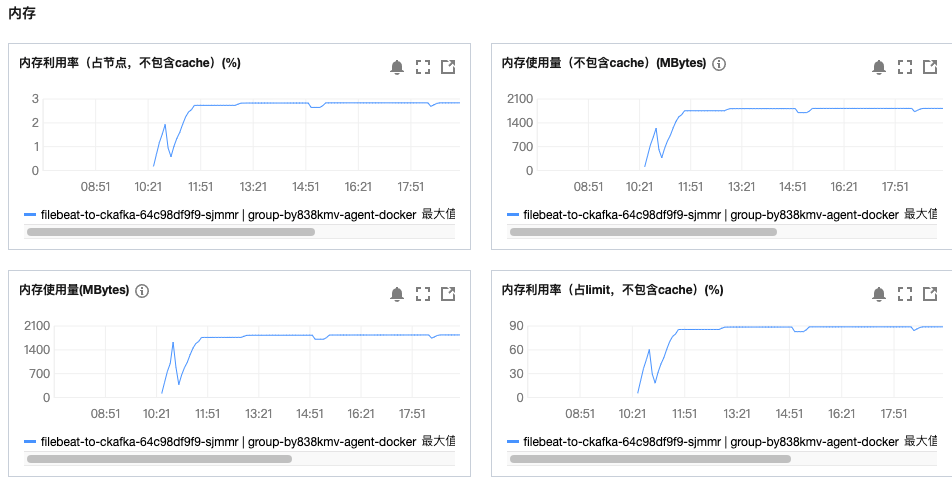 内存
内存利用率（占节点，不包含cache）(%)
3
2
1
0
08:51 10:21 11:51 13:21 14:51 16:21 17:51
filebeat-to-ckafka-64c98df9f9-sjmmr | group-by838kmv-agent-docker 最大值
内存使用量（不包含cache）(MBytes)
2100
1400
700
0
08:51 10:21 11:51 13:21 14:51 16:21 17:51
filebeat-to-ckafka-64c98df9f9-sjmmr | group-by838kmv-agent-docker 最大值
内存使用量(MBytes)
2100
1400
700
0
08:51 10:21 11:51 13:21 14:51 16:21 17:51
filebeat-to-ckafka-64c98df9f9-sjmmr | group-by838kmv-agent-docker 最大值
内存利用率（占limit，不包含cache）(%)
90
60
30
0
08:51 10:21 11:51 13:21 14:51 16:21 17:51
filebeat-to-ckafka-64c98df9f9-sjmmr | group-by838kmv-agent-docker 最大值